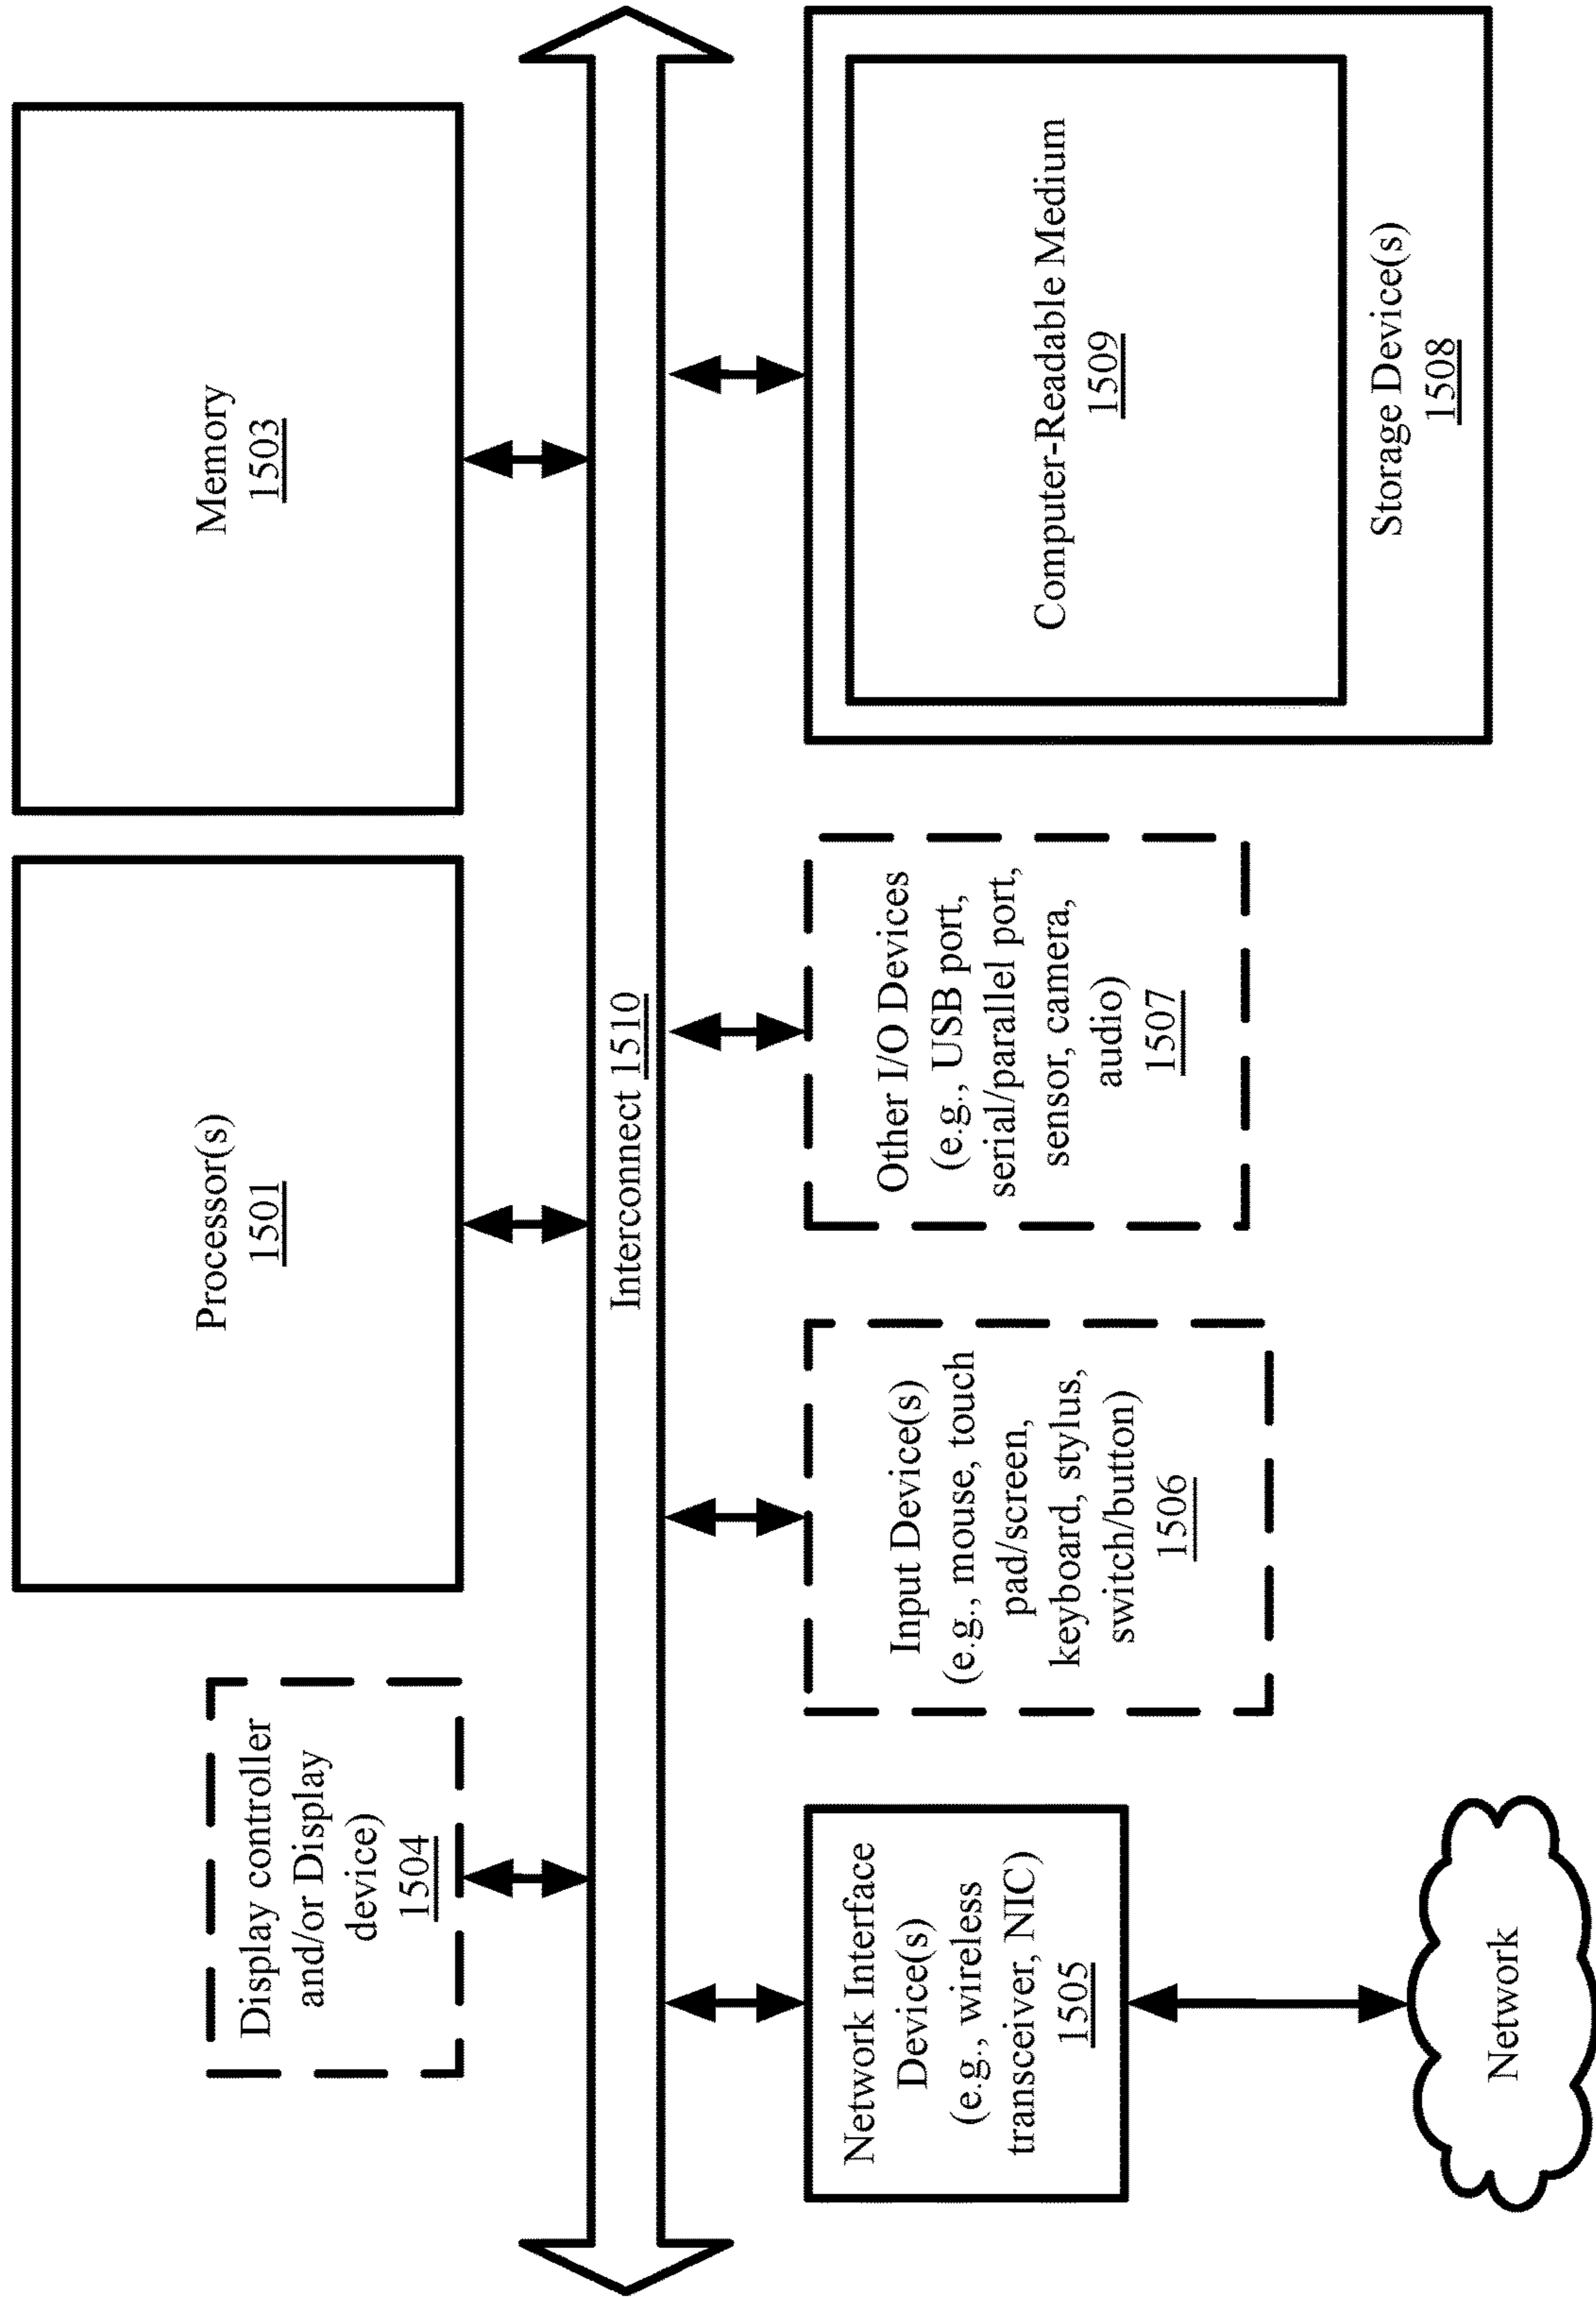 Display controller
and/or Display
device)
1504
Processor(s)
1501
Memory
1503
Interconnect 1510
Network Interface
Device(s)
(e.g., wireless
transceiver, NIC)
1505
Input Device(s)
(e.g., mouse, touch
pad/screen,
keyboard, stylus,
switch/button)
1506
Other I/O Devices
(e.g., USB port,
serial/parallel port,
sensor, camera,
audio)
1507
Computer-Readable Medium
1509
Storage Device(s)
1508
Network